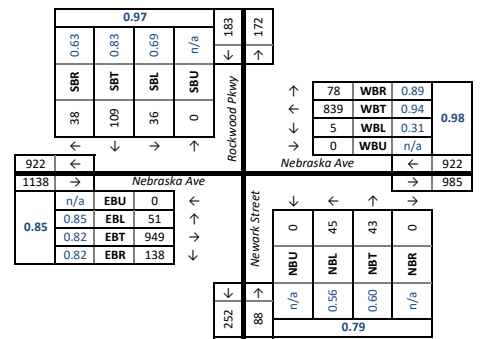 0.97
0.63 0.83 0.69 n/a
SBR SBT SBL SBU
38 109 36 0
← ↓ → ↑
183 172
↓ ↑
Rockwood Pkwy
↑ 78 WBR 0.89
← 839 WBT 0.94
↓ 5 WBL 0.31
→ 0 WBU n/a
0.98
922 ←
Nebraska Ave ← 922
1138 → Nebraska Ave
→ 985
0.85
n/a EBU 0 ←
0.85 EBL 51 ↑
0.82 EBT 949 →
0.82 EBR 138 ↓
Newark Street
↓ ← ↑ →
0 45 43 0
NBU NBL NBT NBR
n/a 0.56 0.60 n/a
0.79
↓ ↑
252 88